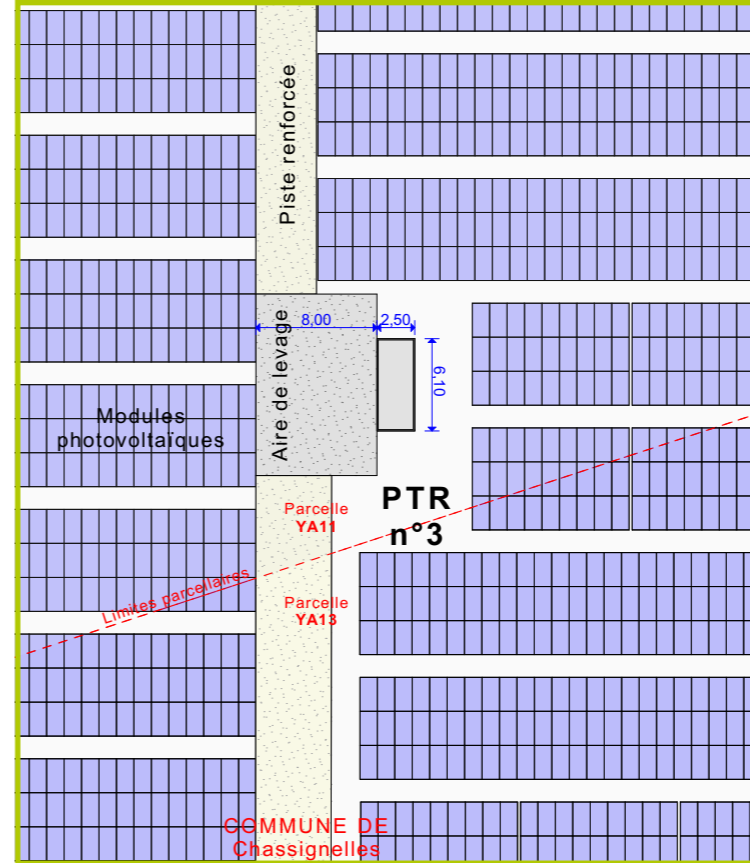 Piste renforcée
8,00
2,50
6,10
Aire de levage
Modules
photovoltaïques
PTR
n°3
Parcelle
YA11
Limites parcellaires
Parcelle
YA13
COMMUNE DE
Chassignelles